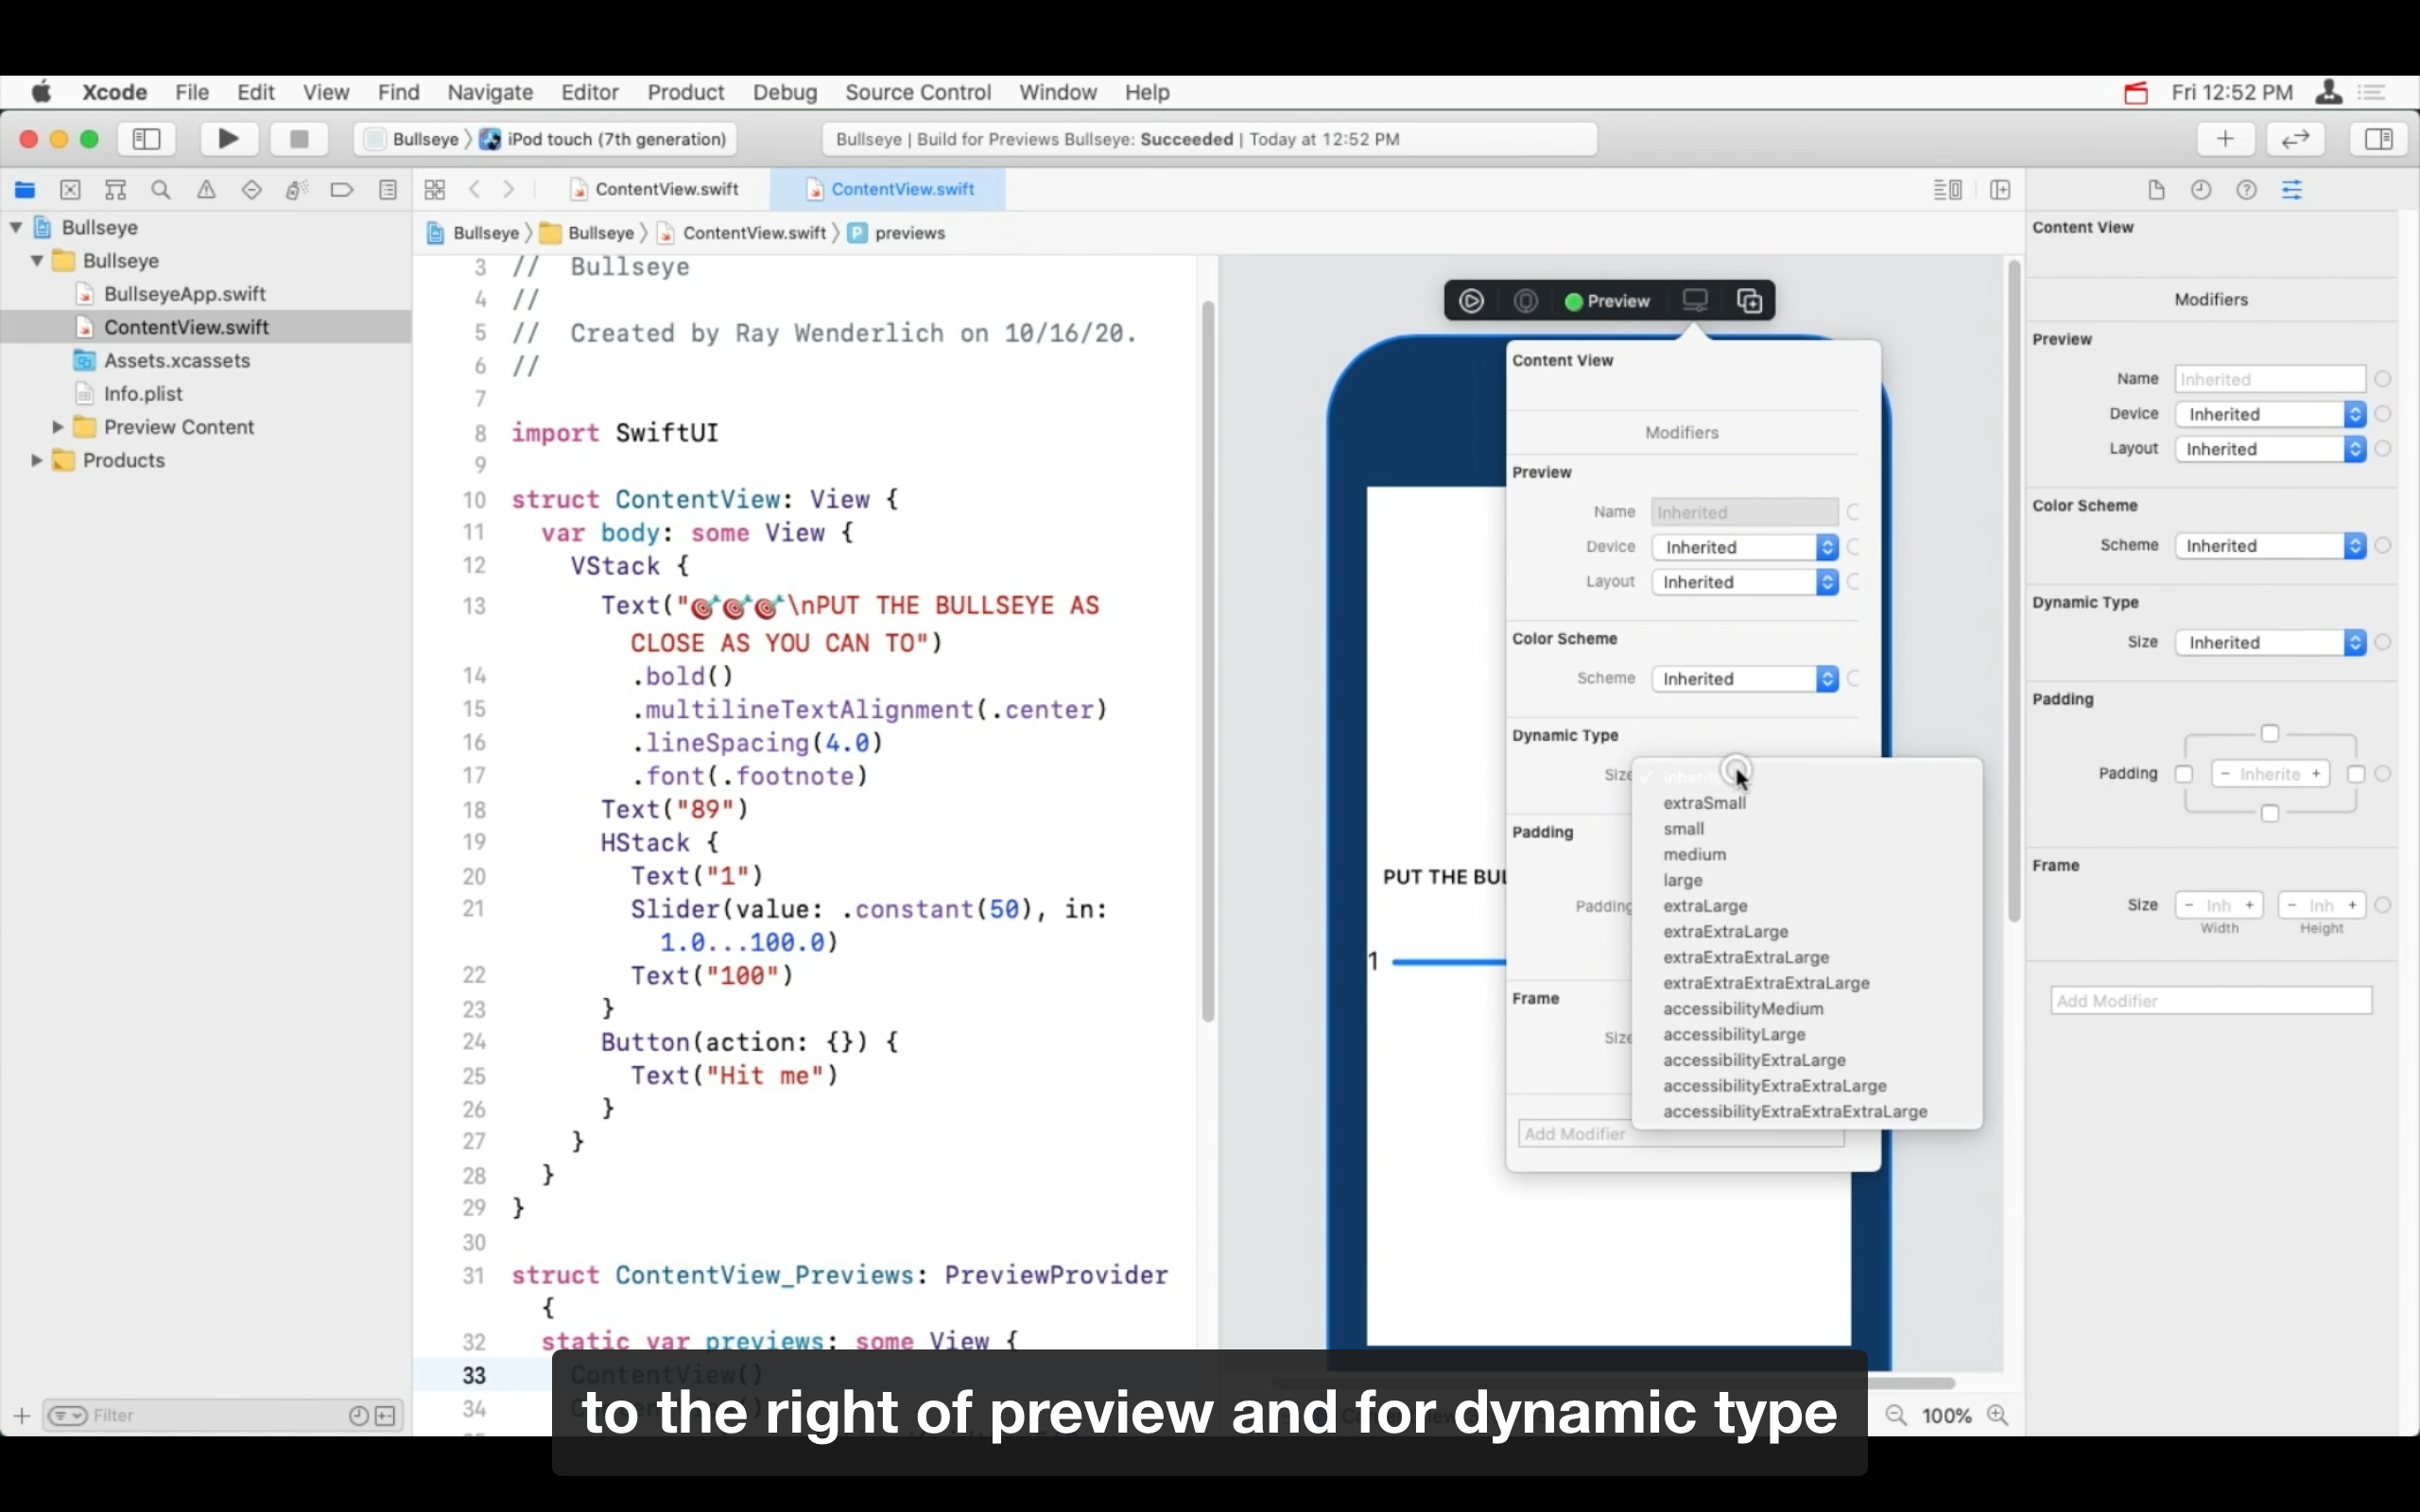 Xcode File Edit View Find Navigate Editor Product Debug Source Control Window Help Fri 12:52 PM
Bullseye iPod touch (7th generation) Bullseye | Build for Previews Bullseye: Succeeded | Today at 12:52 PM
ContentView.swift ContentView.swift
Bullseye Bullseye ContentView.swift P previews
Bullseye
Bullseye
BullseyeApp.swift
ContentView.swift
Assets.xcassets
Info.plist
Preview Content
Products
Filter
3 // Bullseye
4 //
5 // Created by Ray Wenderlich on 10/16/20.
6 //
7
8 import SwiftUI
9
10 struct ContentView: View {
11 var body: some View {
12 VStack {
13 Text("🎯🎯🎯\nPUT THE BULLSEYE AS
CLOSE AS YOU CAN TO")
14 .bold()
15 .multilineTextAlignment(.center)
16 .lineSpacing(4.0)
17 .font(.footnote)
18 Text("89")
19 HStack {
20 Text("1")
21 Slider(value: .constant(50), in:
1.0...100.0)
22 Text("100")
23 }
24 Button(action: {}) {
25 Text("Hit me")
26 }
27 }
28 }
29 }
30
31 struct ContentView_Previews: PreviewProvider
{
32 static var previews: some View {
33 ContentView()
34
Preview
PUT THE BUL
1
Content View
Modifiers
Preview
Name Inherited
Device Inherited
Layout Inherited
Color Scheme
Scheme Inherited
Dynamic Type
Size
extraSmall
small
medium
large
extraLarge
extraExtraLarge
extraExtraExtraLarge
extraExtraExtraExtraLarge
accessibilityMedium
accessibilityLarge
accessibilityExtraLarge
accessibilityExtraExtraLarge
accessibilityExtraExtraExtraLarge
Padding
Padding
Frame
Size
Add Modifier
100%
Content View
Modifiers
Preview
Name Inherited
Device Inherited
Layout Inherited
Color Scheme
Scheme Inherited
Dynamic Type
Size Inherited
Padding
Padding − Inherite +
Frame
Size − Inh + − Inh +
Width Height
Add Modifier
to the right of preview and for dynamic type